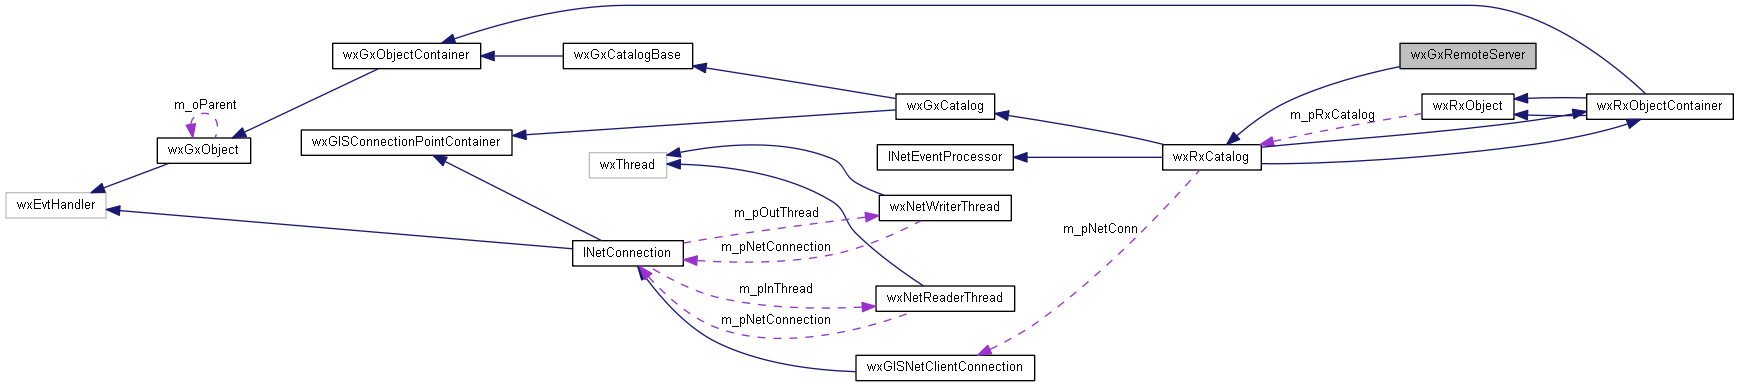 wxGxObjectContainer
wxGxCatalogBase
wxGxRemoteServer
m_oParent
wxGxCatalog
wxRxObject
wxRxObjectContainer
m_pRxCatalog
wxGISConnectionPointContainer
wxGxObject
INetEventProcessor
wxRxCatalog
wxThread
wxEvtHandler
wxNetWriterThread
m_pOutThread
m_pNetConn
m_pNetConnection
INetConnection
m_pInThread
wxNetReaderThread
m_pNetConnection
wxGISNetClientConnection